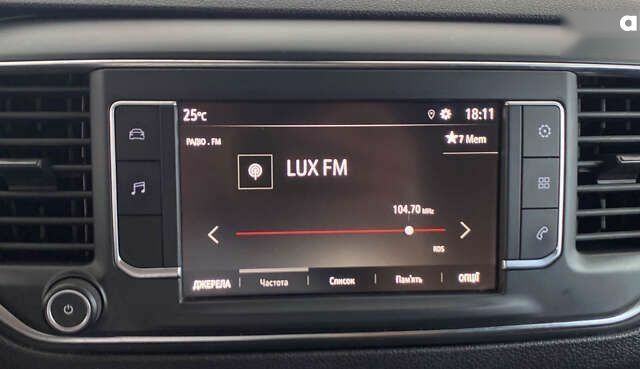 25°C
18:11
РАДІО . FM
★7 Mem
LUX FM
104.70 MHz
RDS
ДЖЕРЕЛА Частота Список Пам'ять ОПЦІЇ